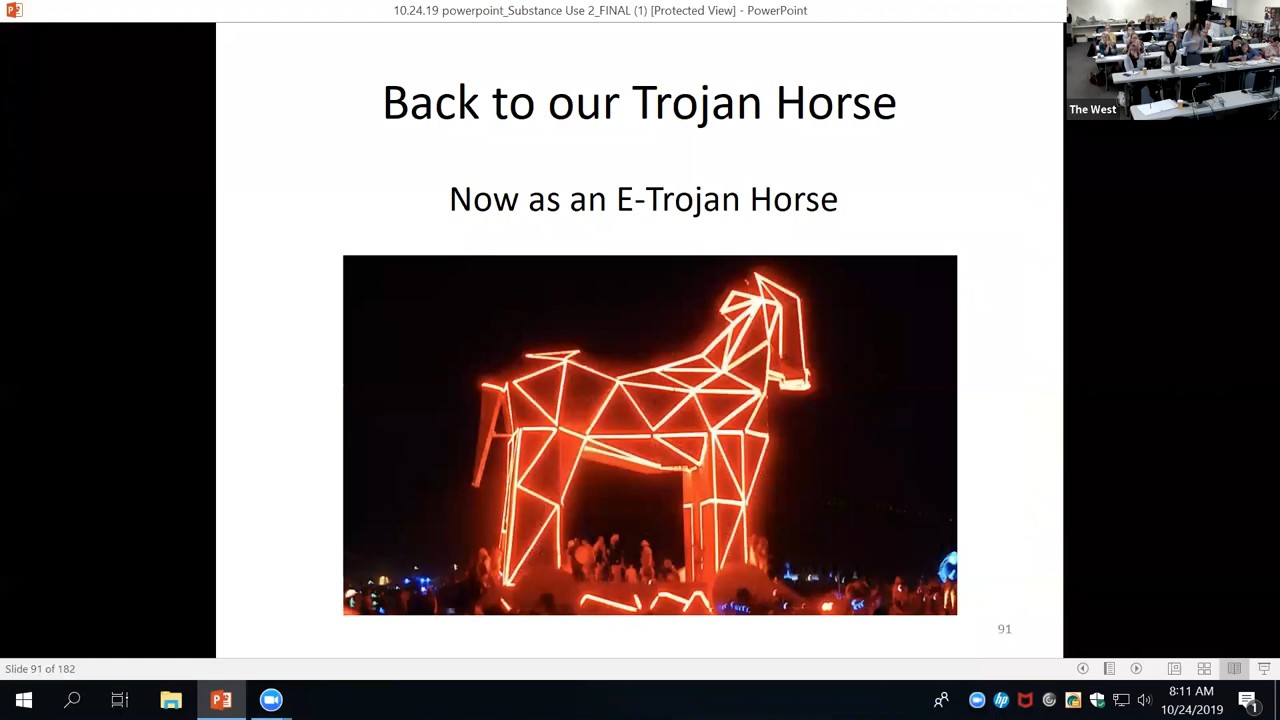 10.24.19 powerpoint_Substance Use 2_FINAL (1) [Protected View] - PowerPoint
The West
Back to our Trojan Horse
Now as an E-Trojan Horse
91
Slide 91 of 182
8:11 AM
10/24/2019
1